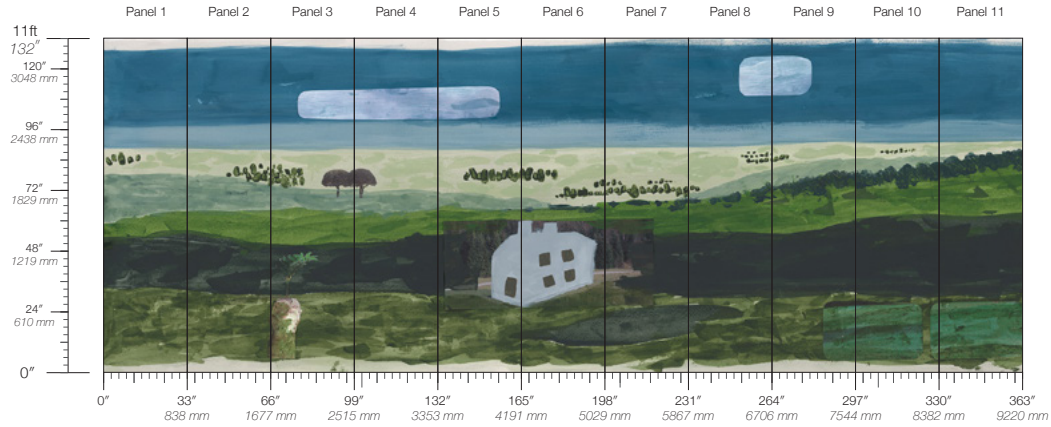 Panel 1 Panel 2 Panel 3 Panel 4 Panel 5 Panel 6 Panel 7 Panel 8 Panel 9 Panel 10 Panel 11
11ft
132″
120″
3048 mm
96″
2438 mm
72″
1829 mm
48″
1219 mm
24″
610 mm
0″
0″ 33″ 66″ 99″ 132″ 165″ 198″ 231″ 264″ 297″ 330″ 363″
838 mm 1677 mm 2515 mm 3353 mm 4191 mm 5029 mm 5867 mm 6706 mm 7544 mm 8382 mm 9220 mm